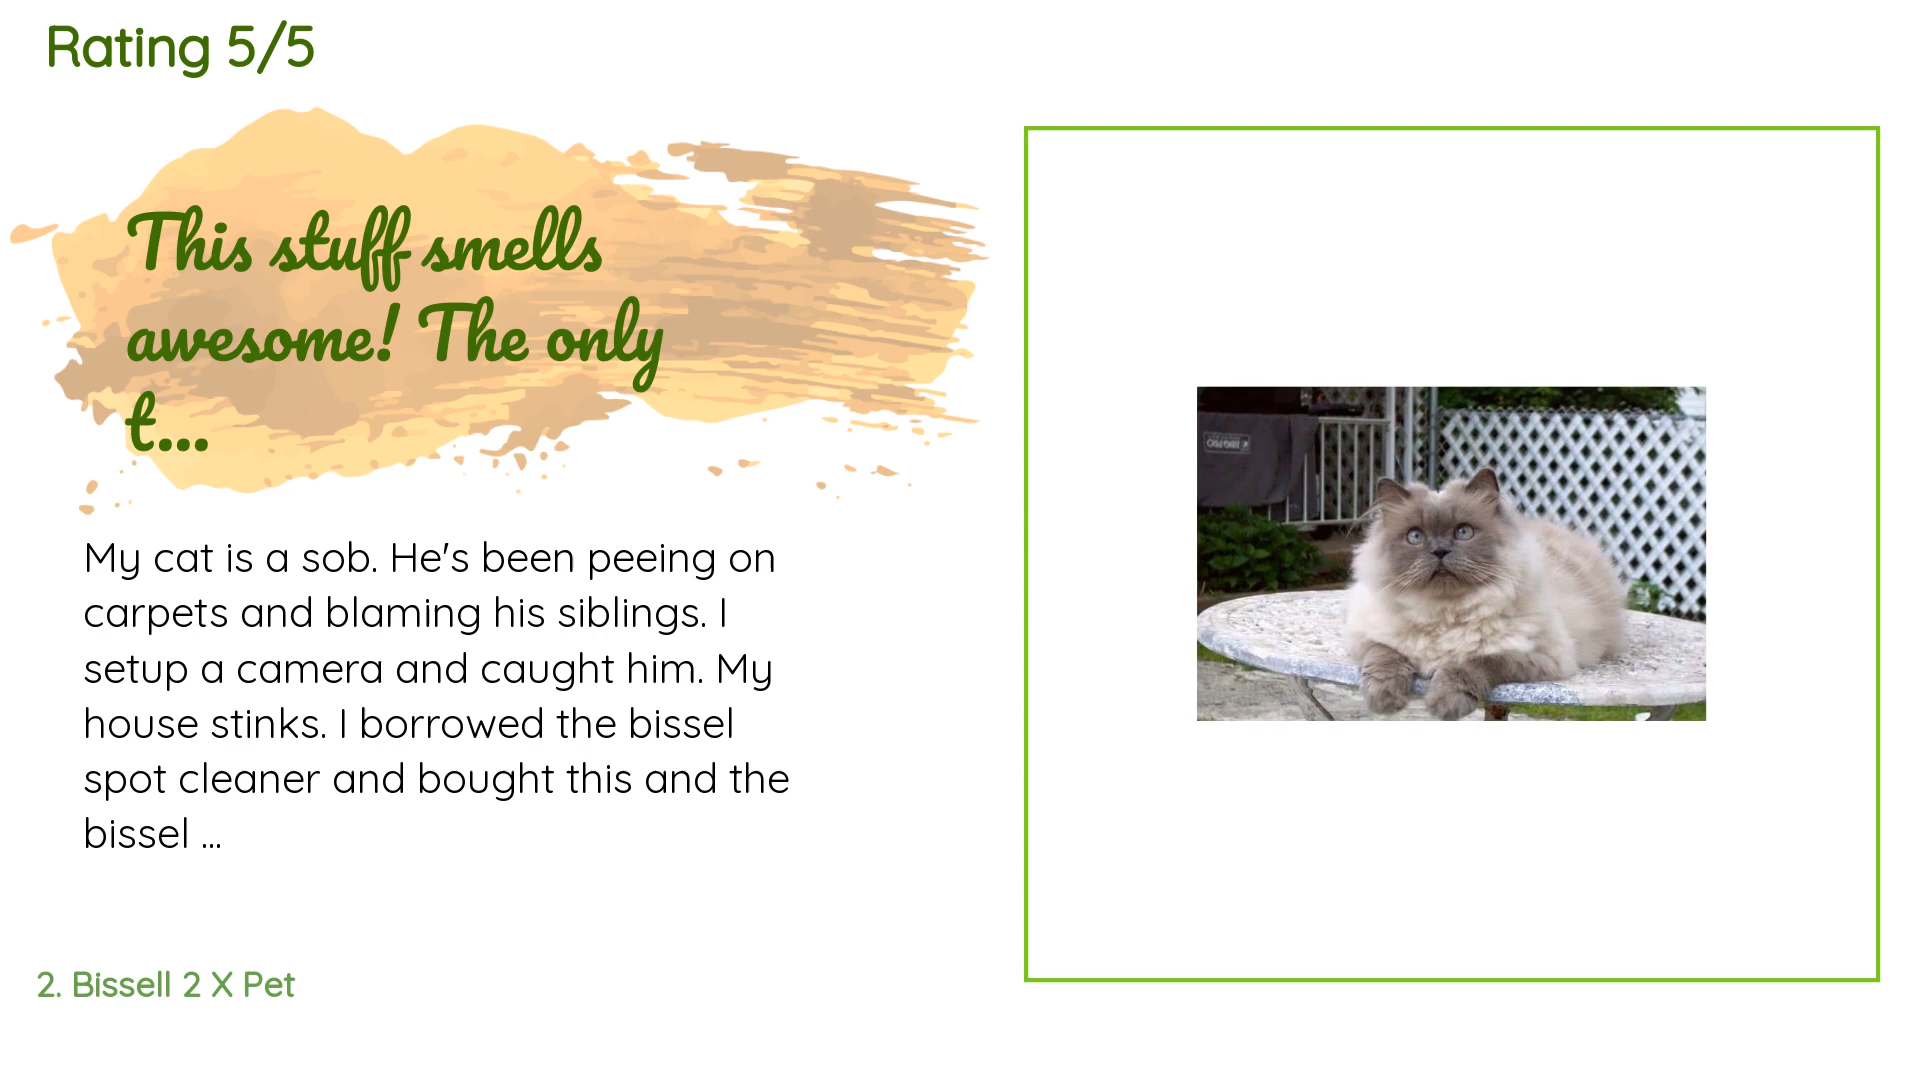 Rating 5/5
This stuff smells
awesome! The only
t...
My cat is a sob. He's been peeing on
carpets and blaming his siblings. I
setup a camera and caught him. My
house stinks. I borrowed the bissel
spot cleaner and bought this and the
bissel ...
2. Bissell 2 X Pet